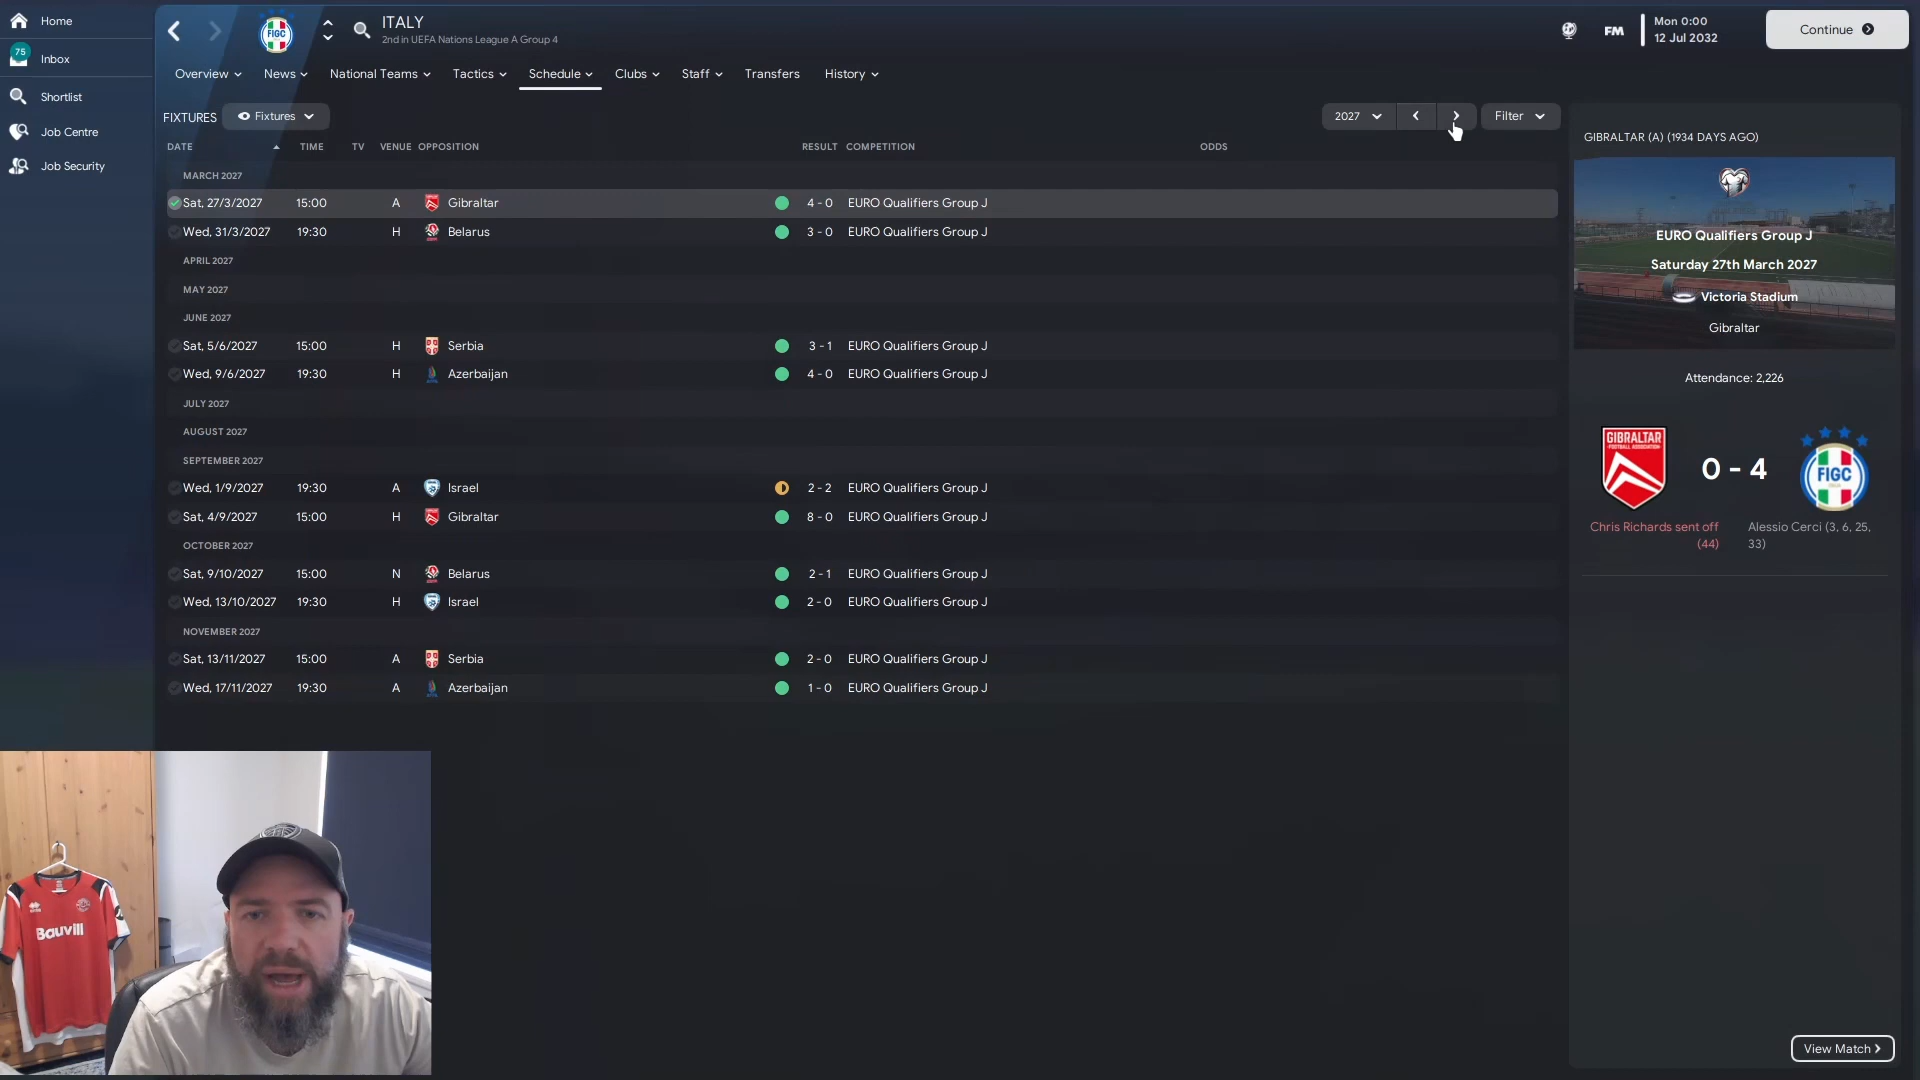 Home
75
Inbox
Shortlist
Job Centre
Job Security
FIGC
ITALY
2nd in UEFA Nations League A Group 4
FM
Mon 0:00
12 Jul 2032
Continue
Overview News National Teams Tactics Schedule Clubs Staff Transfers History
FIXTURES Fixtures 2027 Filter
DATE TIME TV VENUE OPPOSITION RESULT COMPETITION ODDS
MARCH 2027
Sat, 27/3/2027 15:00 A Gibraltar 4 - 0 EURO Qualifiers Group J
Wed, 31/3/2027 19:30 H Belarus 3 - 0 EURO Qualifiers Group J
APRIL 2027
MAY 2027
JUNE 2027
Sat, 5/6/2027 15:00 H Serbia 3 - 1 EURO Qualifiers Group J
Wed, 9/6/2027 19:30 H Azerbaijan 4 - 0 EURO Qualifiers Group J
JULY 2027
AUGUST 2027
SEPTEMBER 2027
Wed, 1/9/2027 19:30 A Israel 2 - 2 EURO Qualifiers Group J
Sat, 4/9/2027 15:00 H Gibraltar 8 - 0 EURO Qualifiers Group J
OCTOBER 2027
Sat, 9/10/2027 15:00 N Belarus 2 - 1 EURO Qualifiers Group J
Wed, 13/10/2027 19:30 H Israel 2 - 0 EURO Qualifiers Group J
NOVEMBER 2027
Sat, 13/11/2027 15:00 A Serbia 2 - 0 EURO Qualifiers Group J
Wed, 17/11/2027 19:30 A Azerbaijan 1 - 0 EURO Qualifiers Group J
GIBRALTAR (A) (1934 DAYS AGO)
EURO Qualifiers Group J
Saturday 27th March 2027
Victoria Stadium
Gibraltar
Attendance: 2,226
GIBRALTAR
FOOTBALL ASSOCIATION
0 - 4
FIGC
Chris Richards sent off
(44)
Alessio Cerci (3, 6, 25,
33)
View Match
Bauvill